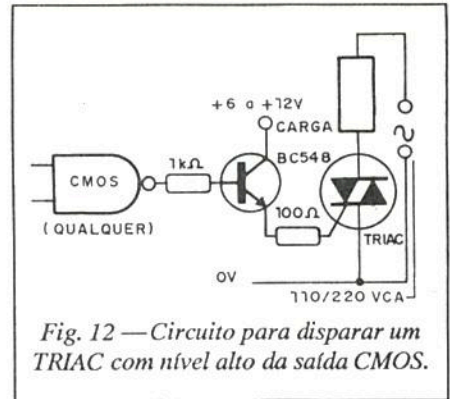 +6 a +12V
CARGA
1kΩ
BC548
CMOS
(QUALQUER)
100Ω
TRIAC
0V
110/220 VCA
Fig. 12 — Circuito para disparar um
TRIAC com nível alto da saída CMOS.